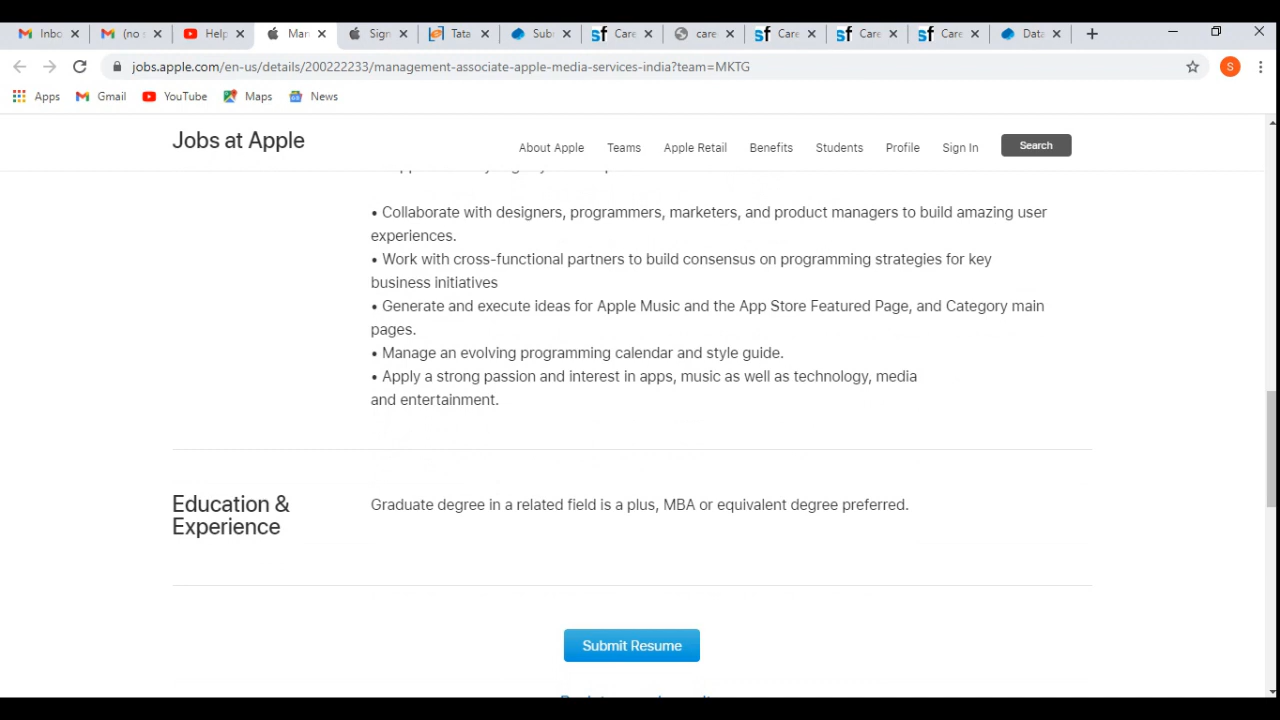 Inbo
(no s
Help
Man
Sign
Tata
Sub
Care
care
Care
Care
Care
Data
jobs.apple.com/en-us/details/200222233/management-associate-apple-media-services-india?team=MKTG
S
Apps
Gmail
YouTube
Maps
News
Jobs at Apple
About Apple
Teams
Apple Retail
Benefits
Students
Profile
Sign In
Search
• Collaborate with designers, programmers, marketers, and product managers to build amazing user
experiences.
• Work with cross-functional partners to build consensus on programming strategies for key
business initiatives
• Generate and execute ideas for Apple Music and the App Store Featured Page, and Category main
pages.
• Manage an evolving programming calendar and style guide.
• Apply a strong passion and interest in apps, music as well as technology, media
and entertainment.
Education &
Experience
Graduate degree in a related field is a plus, MBA or equivalent degree preferred.
Submit Resume